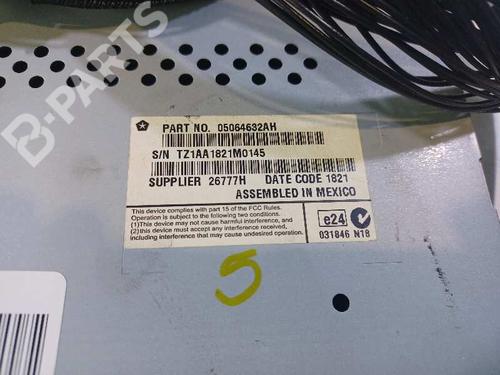 B-PARTS
PART NO. 05064632AH
S/N TZ1AA1821M0145
SUPPLIER 26777H DATE CODE 1821
ASSEMBLED IN MEXICO
This device complies with part 15 of the FCC Rules.
Operation is subject to the following two conditions.
(1)This device may not cause harmful interference, and
(2) this device must accept any interference received,
including interference that may cause undesired operation.
e24
031846 N18
5